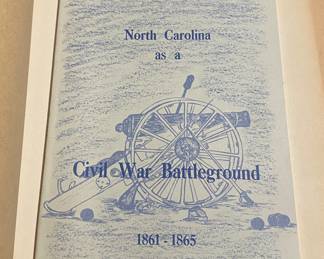 North Carolina
as a
Civil War Battleground
1861 - 1865